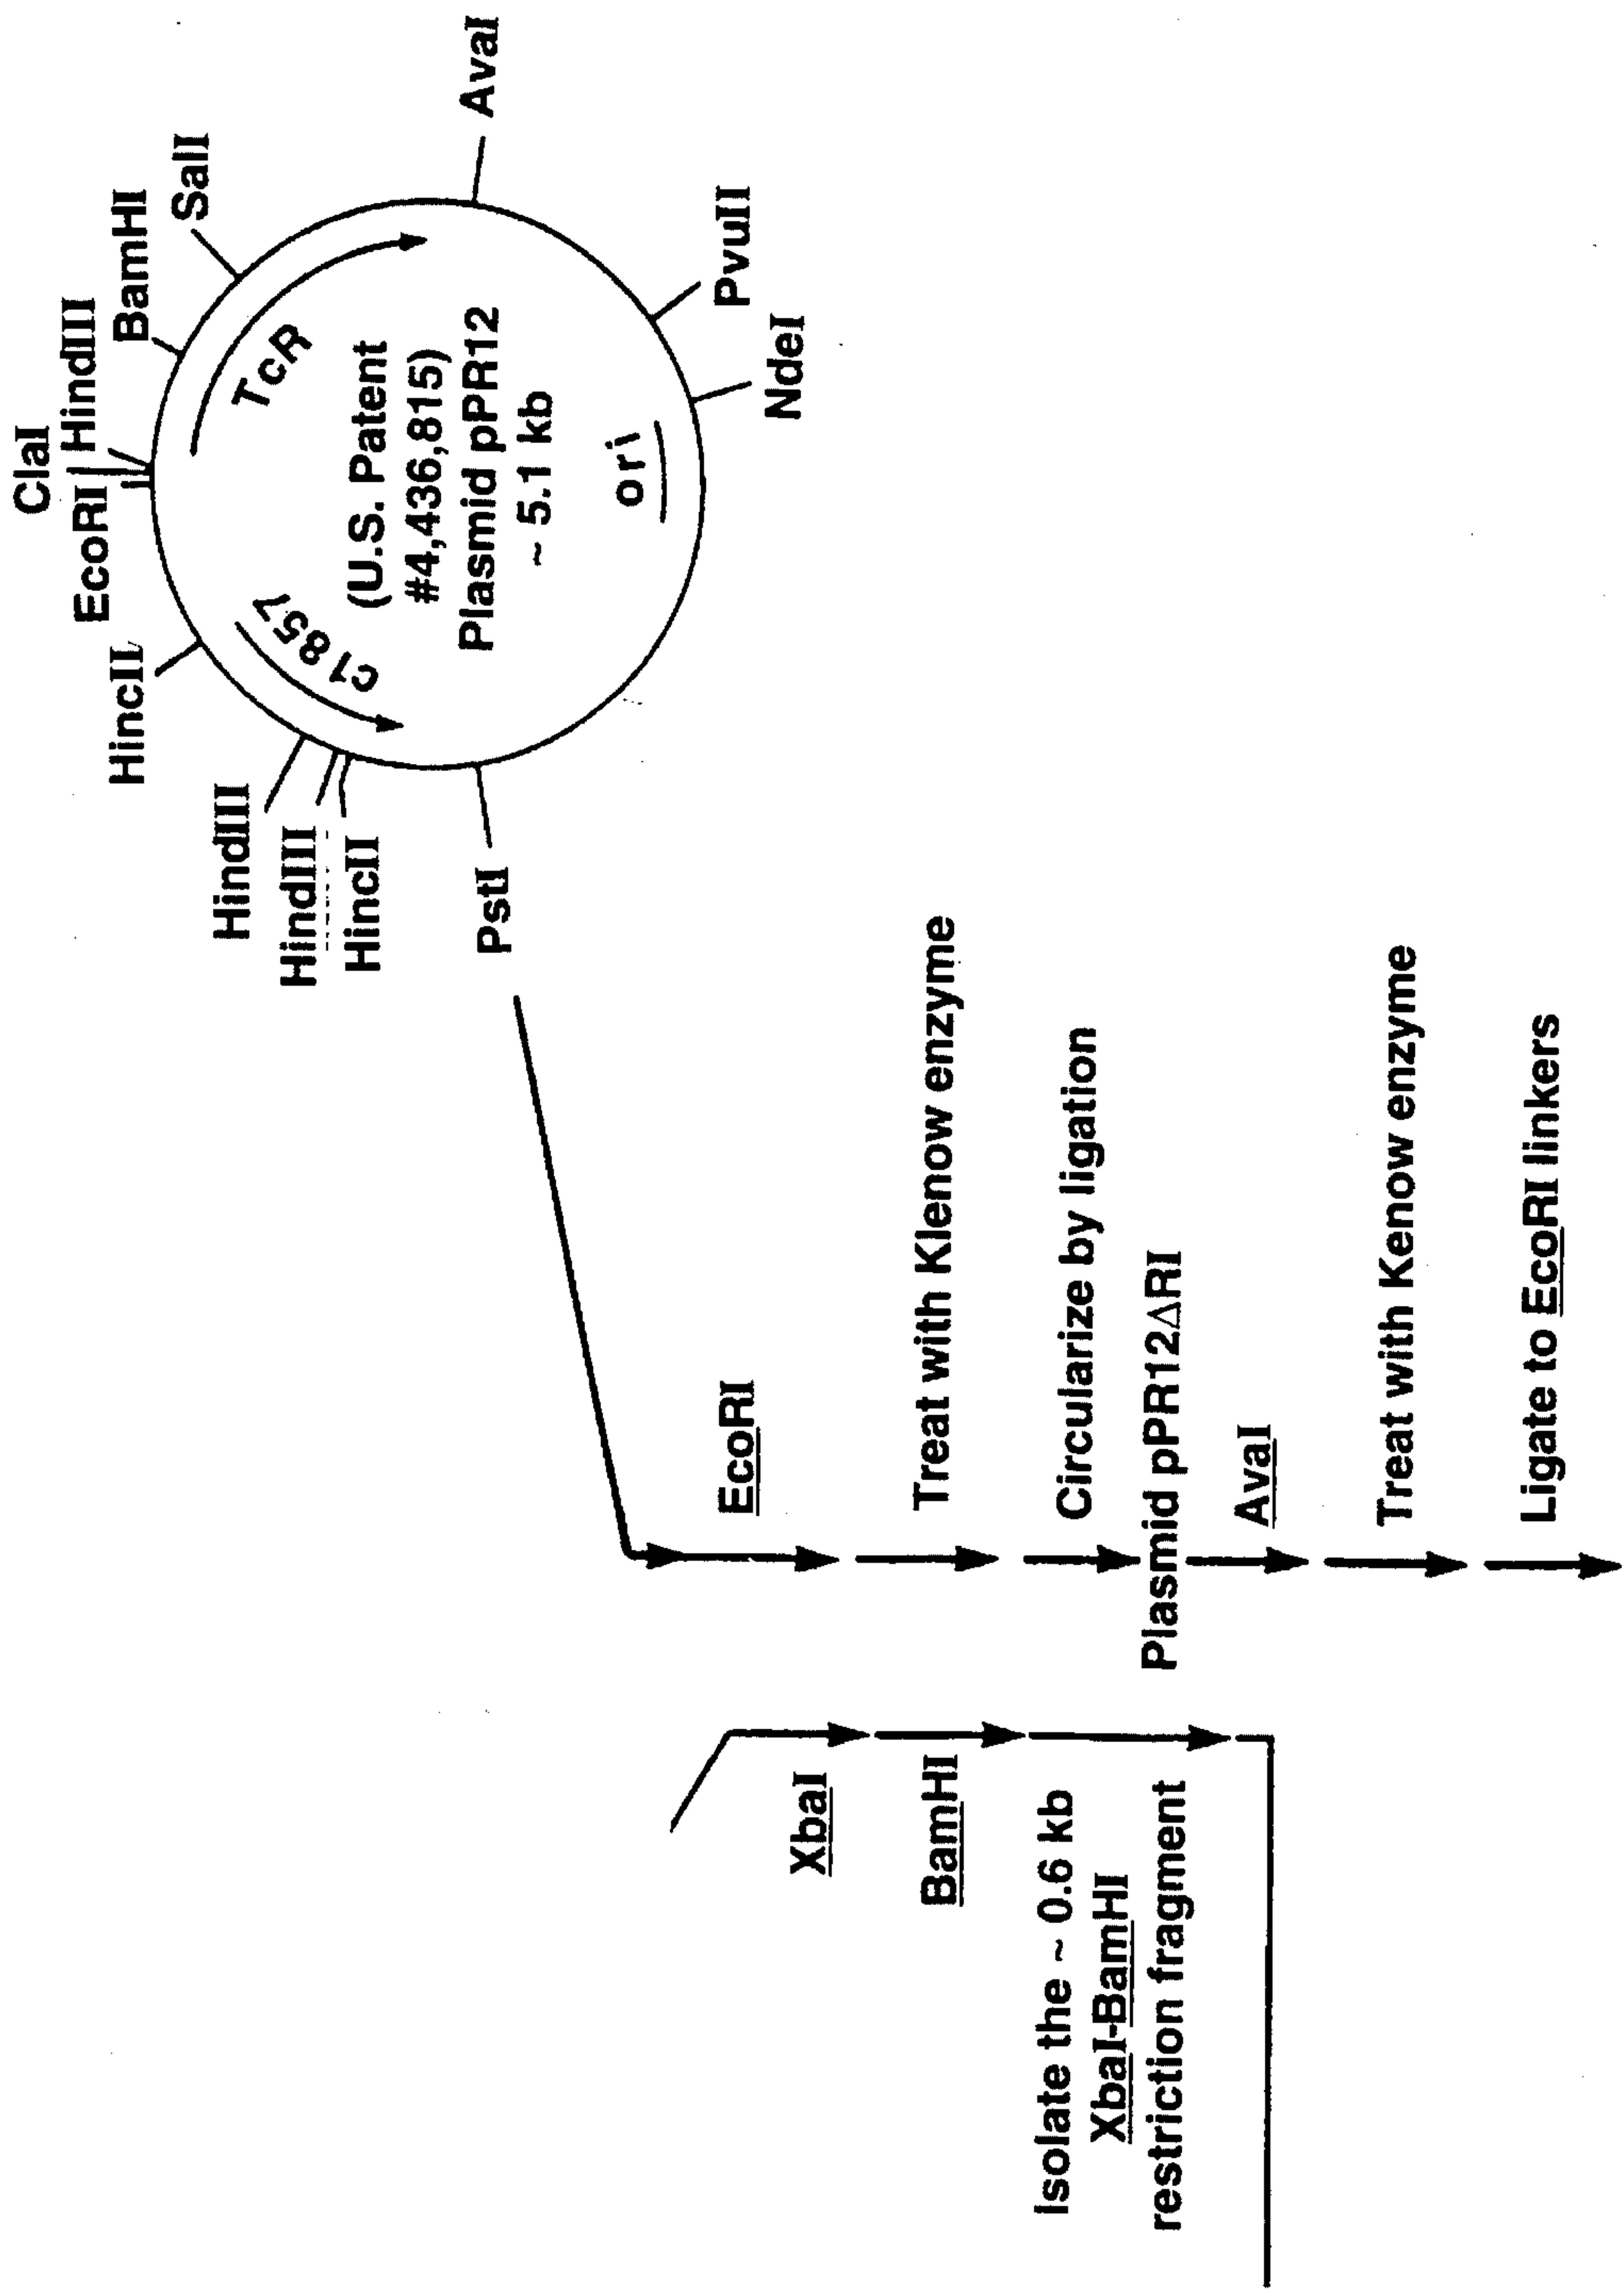 ClaI
EcoRI
HindIII
BamHI
SalI
AvaI
PvuII
NdeI
PstI
HincII
HindIII
HindIII
HincII
TcR
c1857
(U.S. Patent
#4,436,815)
Plasmid pPR12
~ 5.1 kb
ori
XbaI
BamHI
Isolate the ~ 0.6 kb
XbaI-BamHI
restriction fragment
EcoRI
Treat with Klenow enzyme
Circularize by ligation
Plasmid pPR12ΔRI
AvaI
Treat with Kenow enzyme
Ligate to EcoRI linkers